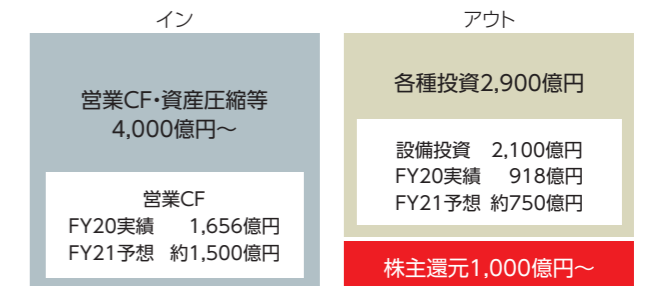 イン
営業CF・資産圧縮等
4,000億円～
営業CF
FY20実績 1,656億円
FY21予想 約1,500億円
アウト
各種投資2,900億円
設備投資 2,100億円
FY20実績 918億円
FY21予想 約750億円
株主還元1,000億円～